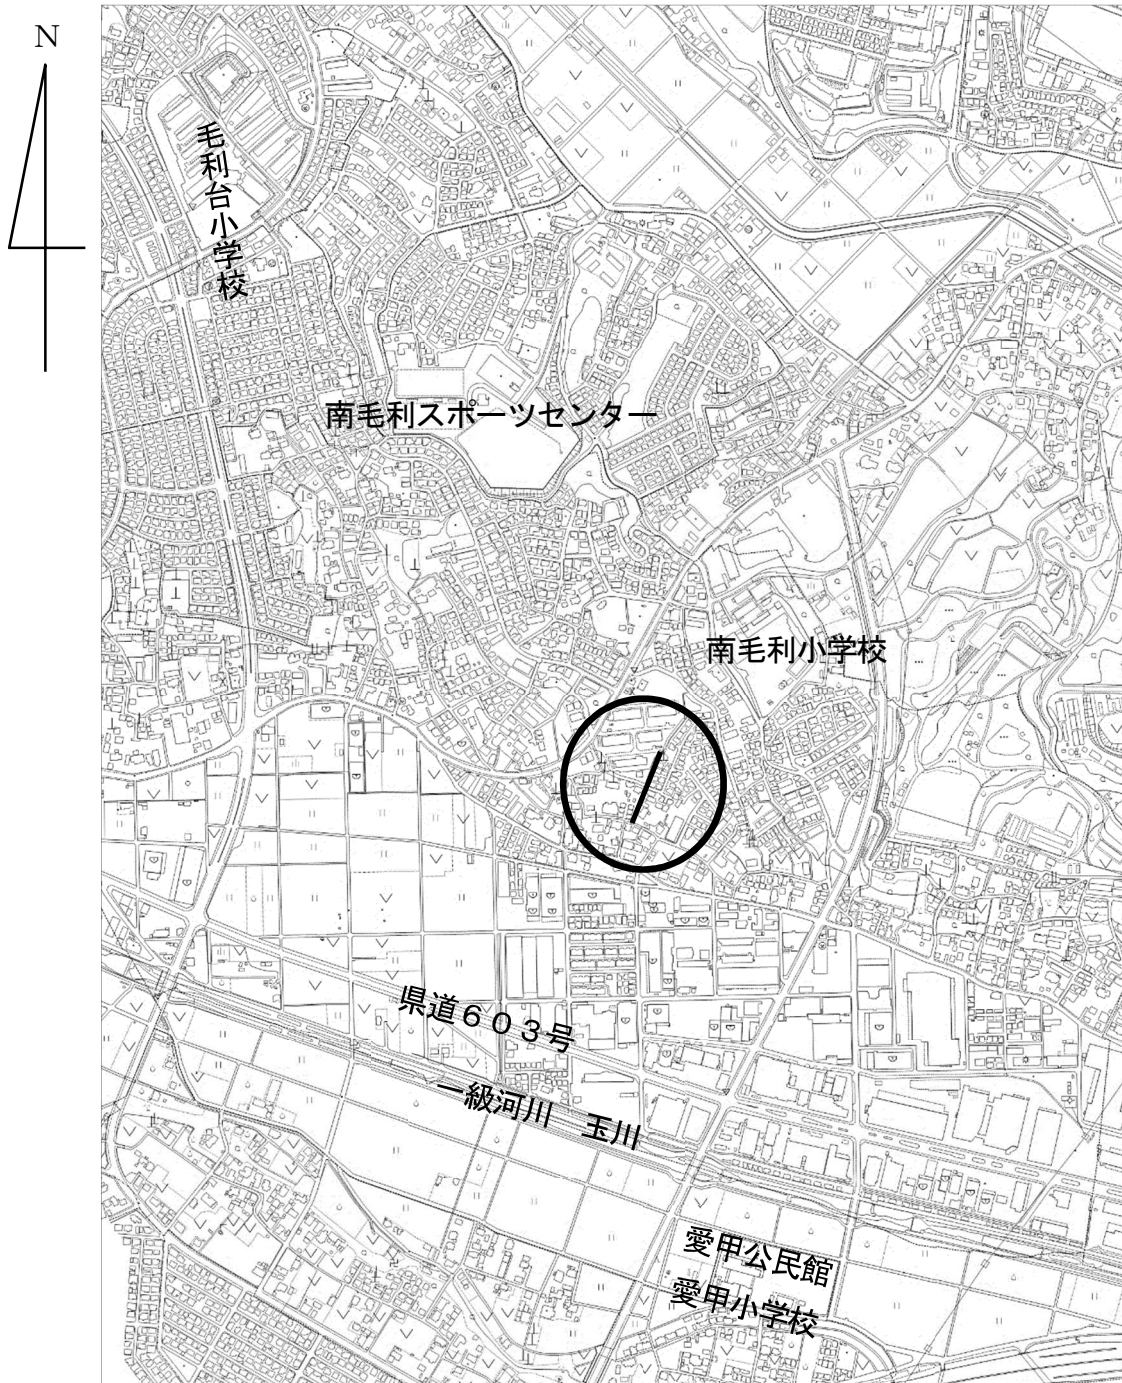 N
毛利台小学校
南毛利スポーツセンター
南毛利小学校
県道603号
一級河川　玉川
愛甲公民館
愛甲小学校